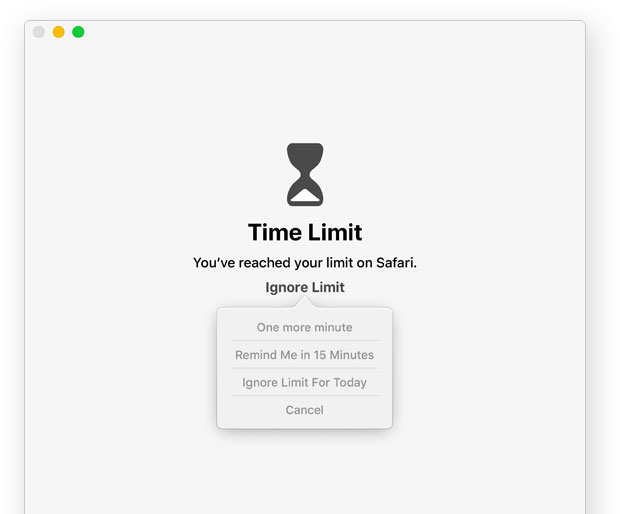 Time Limit
You’ve reached your limit on Safari.
Ignore Limit
One more minute
Remind Me in 15 Minutes
Ignore Limit For Today
Cancel